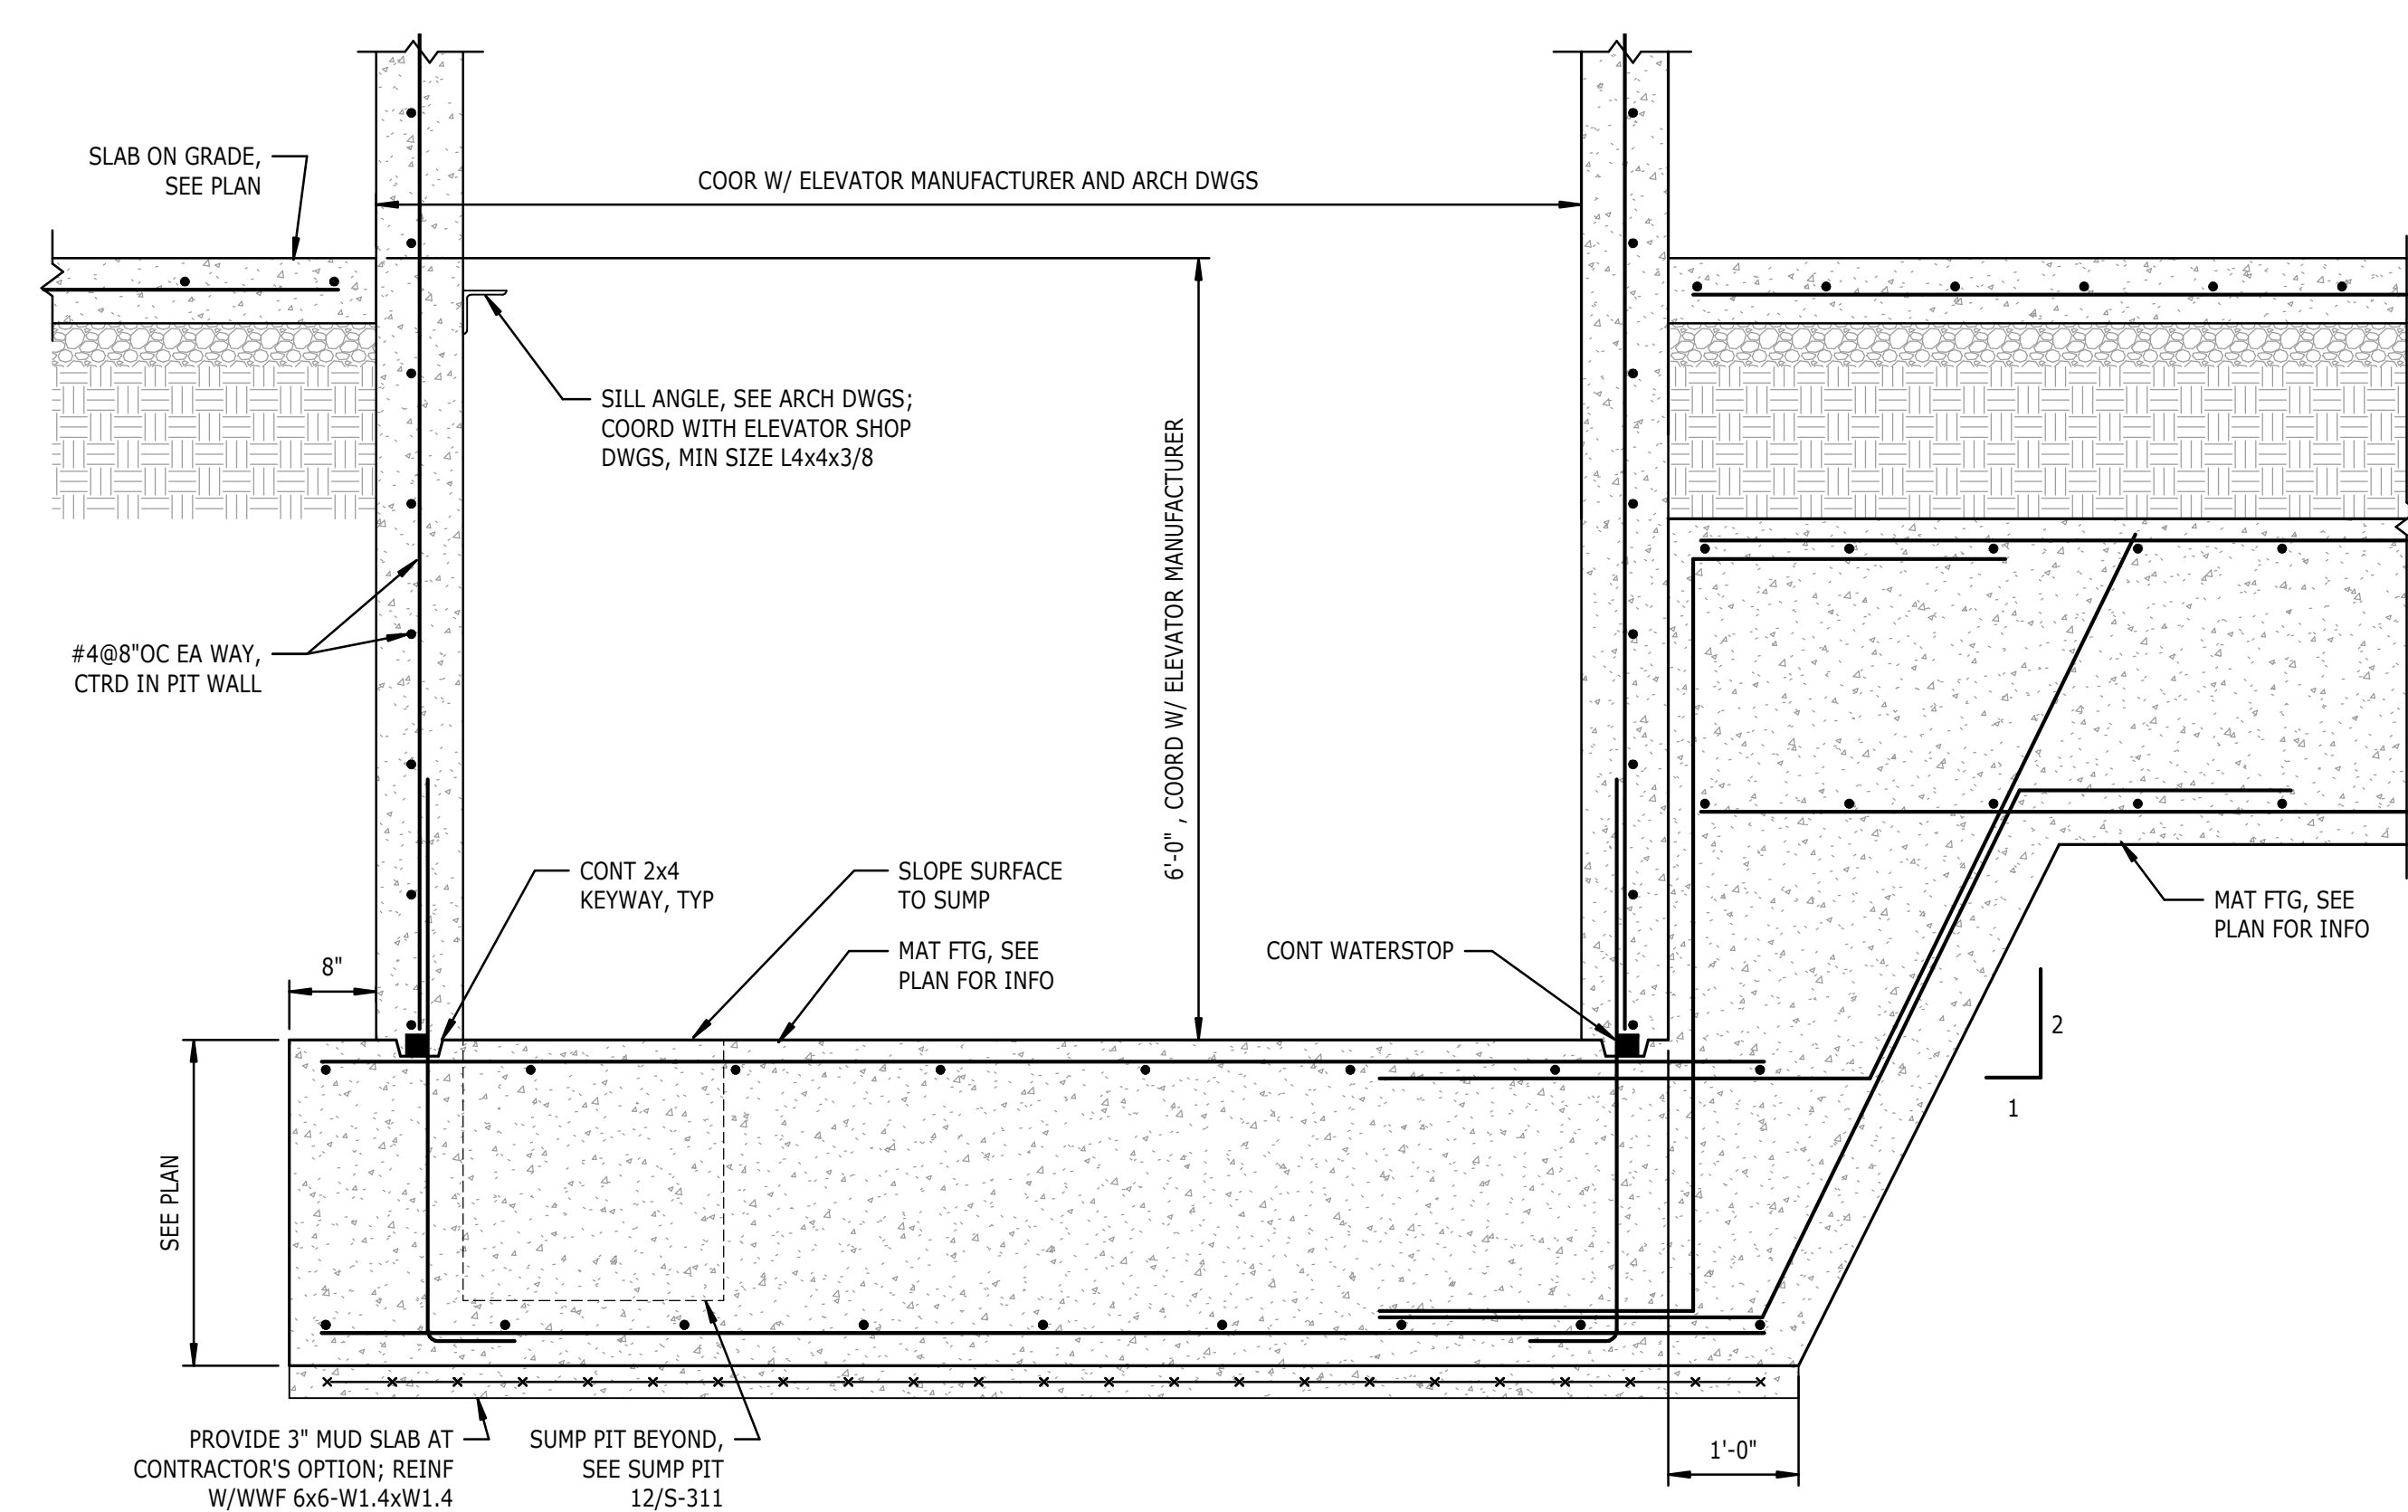 SLAB ON GRADE,
SEE PLAN
COOR W/ ELEVATOR MANUFACTURER AND ARCH DWGS
SILL ANGLE, SEE ARCH DWGS;
COORD WITH ELEVATOR SHOP
DWGS, MIN SIZE L4x4x3/8
6'-0" , COORD W/ ELEVATOR MANUFACTURER
#4@8"OC EA WAY,
CTRD IN PIT WALL
CONT 2x4
KEYWAY, TYP
SLOPE SURFACE
TO SUMP
MAT FTG, SEE
PLAN FOR INFO
CONT WATERSTOP
MAT FTG, SEE
PLAN FOR INFO
8"
2
1
SEE PLAN
PROVIDE 3" MUD SLAB AT
CONTRACTOR'S OPTION; REINF
W/WWF 6x6-W1.4xW1.4
SUMP PIT BEYOND,
SEE SUMP PIT
12/S-311
1'-0"